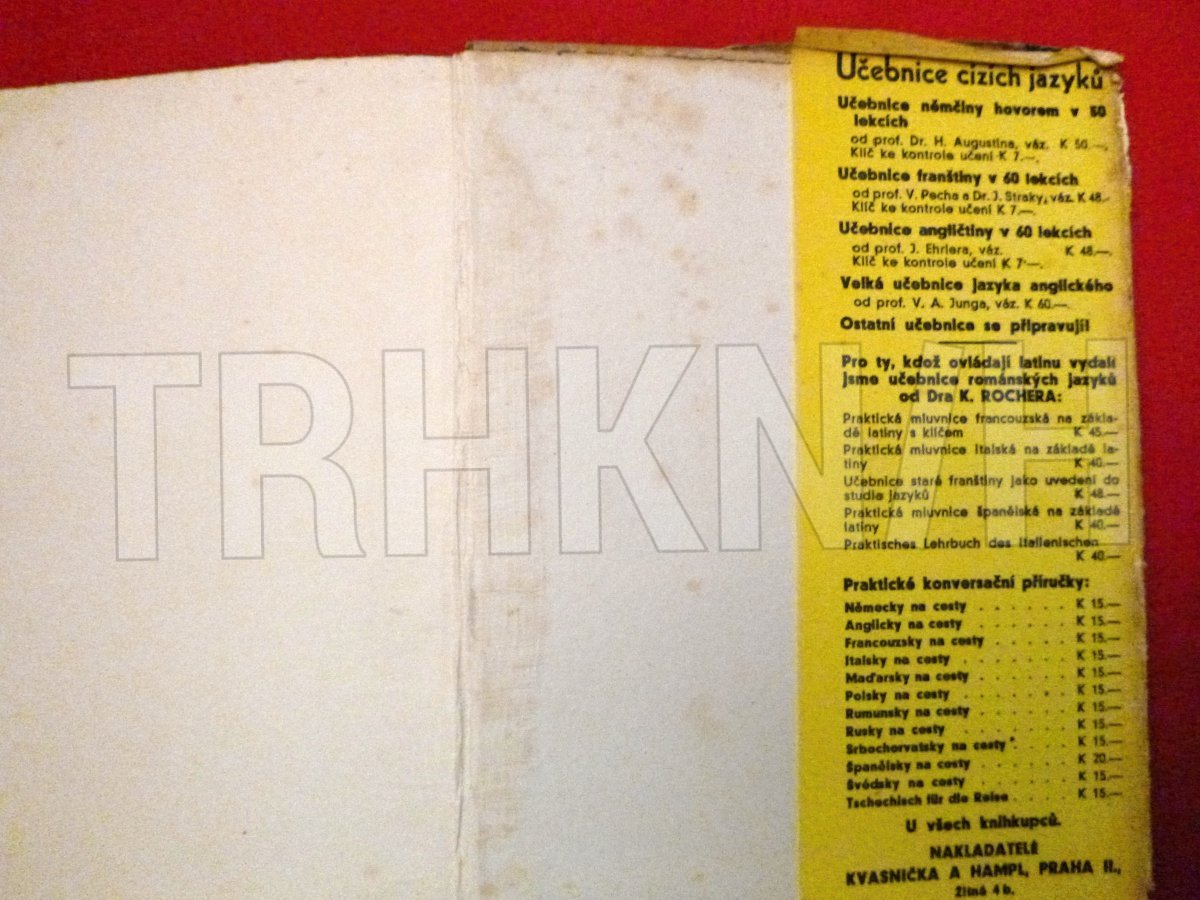 Učebnice cizích jazyků
Učebnice němčiny hovorem v 50
lekcích
od prof. Dr. H. Augustina, váz. K 50.—,
Klíč ke kontrole učení K 7.—.
Učebnice franštiny v 60 lekcích
od prof. V. Pecha a Dr. J. Straky, váz. K 48.-
Klíč ke kontrole učení K 7.—.
Učebnice angličtiny v 60 lekcích
od prof. J. Ehrlera, váz. K 48.—.
Klíč ke kontrole učení K 7·—.
Velká učebnice jazyka anglického
od prof. V. A. Junga, váz. K 60.—.
Ostatní učebnice se připravují!
Pro ty, kdož ovládají latinu vydali
jsme učebnice románských jazyků
od Dra K. ROCHERA:
Praktická mluvnice francouzská na zákla-
dě latiny s klíčem K 45.—
Praktická mluvnice italská na základě la-
tiny K 40.—
Učebnice staré franštiny jako uvedení do
studia jazyků K 48.—
Praktická mluvnice španělská na základě
latiny K 40.—
Praktisches Lehrbuch des Italienischen
K 40.—
Praktické konversační příručky:
Německy na cesty . . . . . . K 15.—
Anglicky na cesty . . . . . . K 15.—
Francouzsky na cesty . . . . . K 15.—
Italsky na cesty . . . . . . . K 15.—
Maďarsky na cesty . . . . . . K 15.—
Polsky na cesty . . . . . . . K 15.—
Rumunsky na cesty . . . . . . K 15.—
Rusky na cesty . . . . . . . K 15.—
Srbochorvatsky na cesty . . . . K 15.—
Španělsky na cesty . . . . . . K 20.—
Švédsky na cesty . . . . . . K 15.—
Tschechisch für die Reise . . . . K 15.—
U všech knihkupců.
NAKLADATELÉ
KVASNIČKA A HAMPL, PRAHA II.,
Žitná 4 b.
TRHKNIH